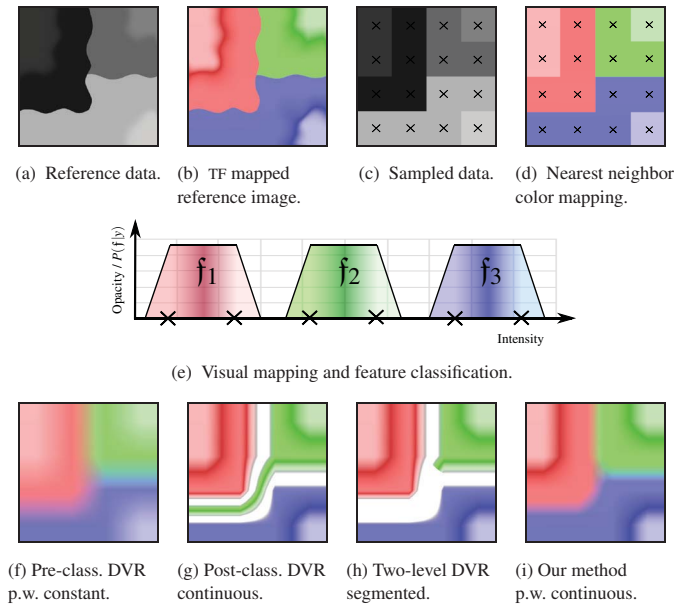 (a) Reference data.
(b) TF mapped
reference image.
(c) Sampled data.
(d) Nearest neighbor
color mapping.
Opacity / P(𝔣|y)
𝔣1
𝔣2
𝔣3
Intensity
(e) Visual mapping and feature classification.
(f) Pre-class. DVR
p.w. constant.
(g) Post-class. DVR
continuous.
(h) Two-level DVR
segmented.
(i) Our method
p.w. continuous.